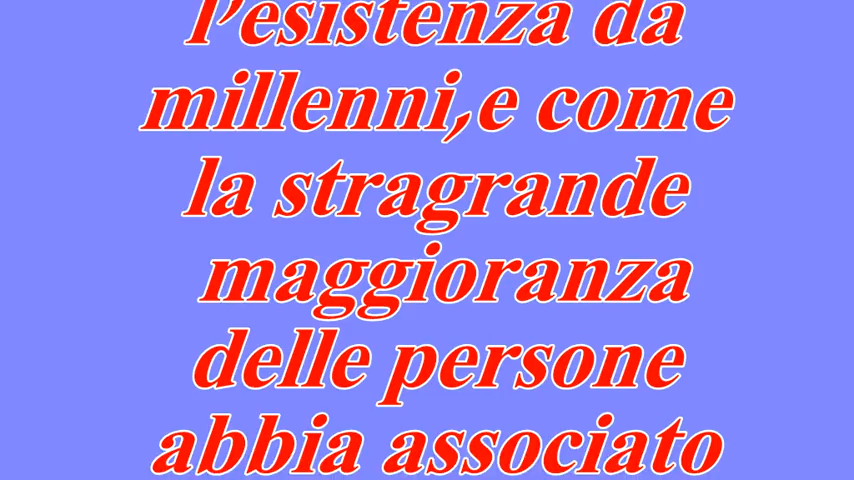 l'esistenza da
millenni,e come
la stragrande
maggioranza
delle persone
abbia associato